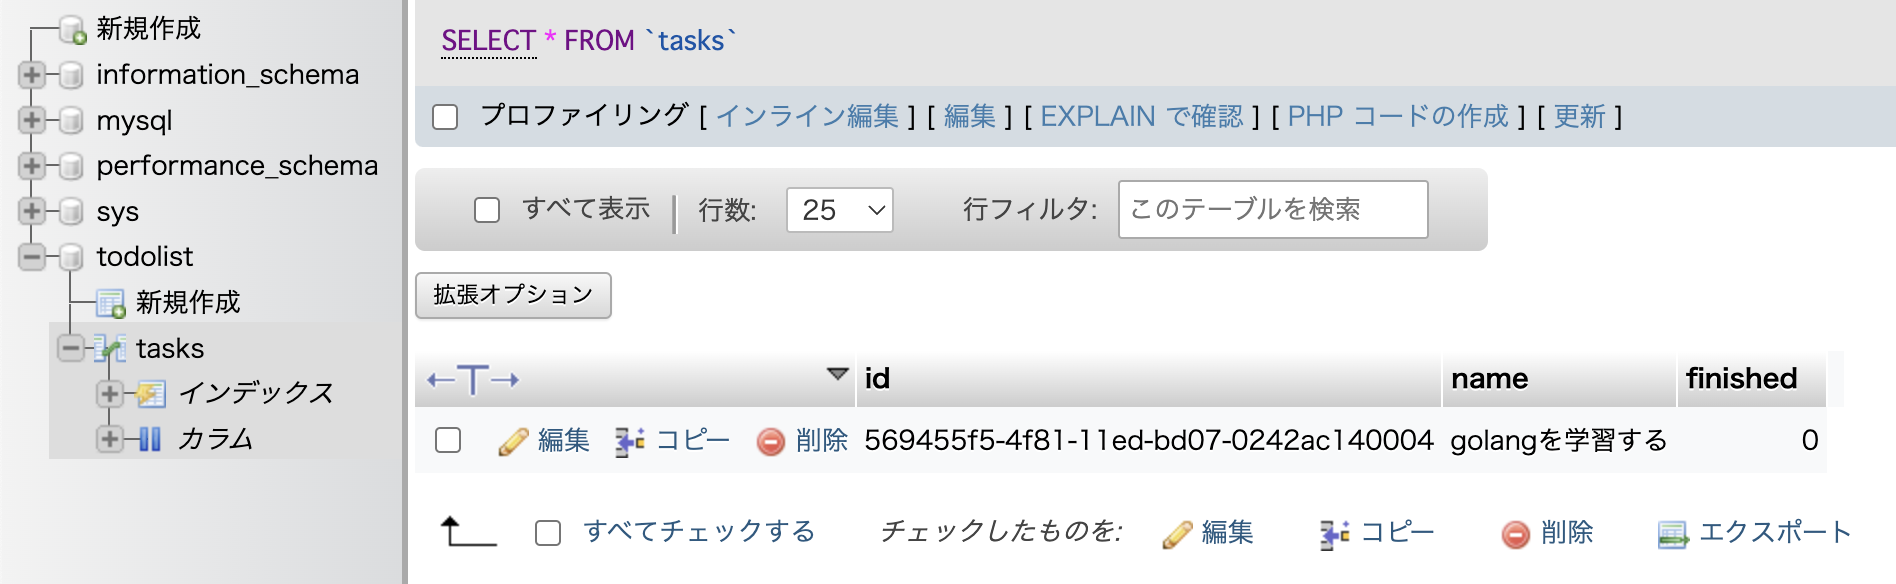 新規作成
information_schema
mysql
performance_schema
sys
todolist
新規作成
tasks
インデックス
カラム
SELECT * FROM `tasks`
プロファイリング [ インライン編集 ] [ 編集 ] [ EXPLAIN で確認 ] [ PHP コードの作成 ] [ 更新 ]
すべて表示 | 行数: 25 行フィルタ: このテーブルを検索
拡張オプション
←T→ id name finished
編集 コピー 削除 569455f5-4f81-11ed-bd07-0242ac140004 golangを学習する 0
すべてチェックする チェックしたものを: 編集 コピー 削除 エクスポート